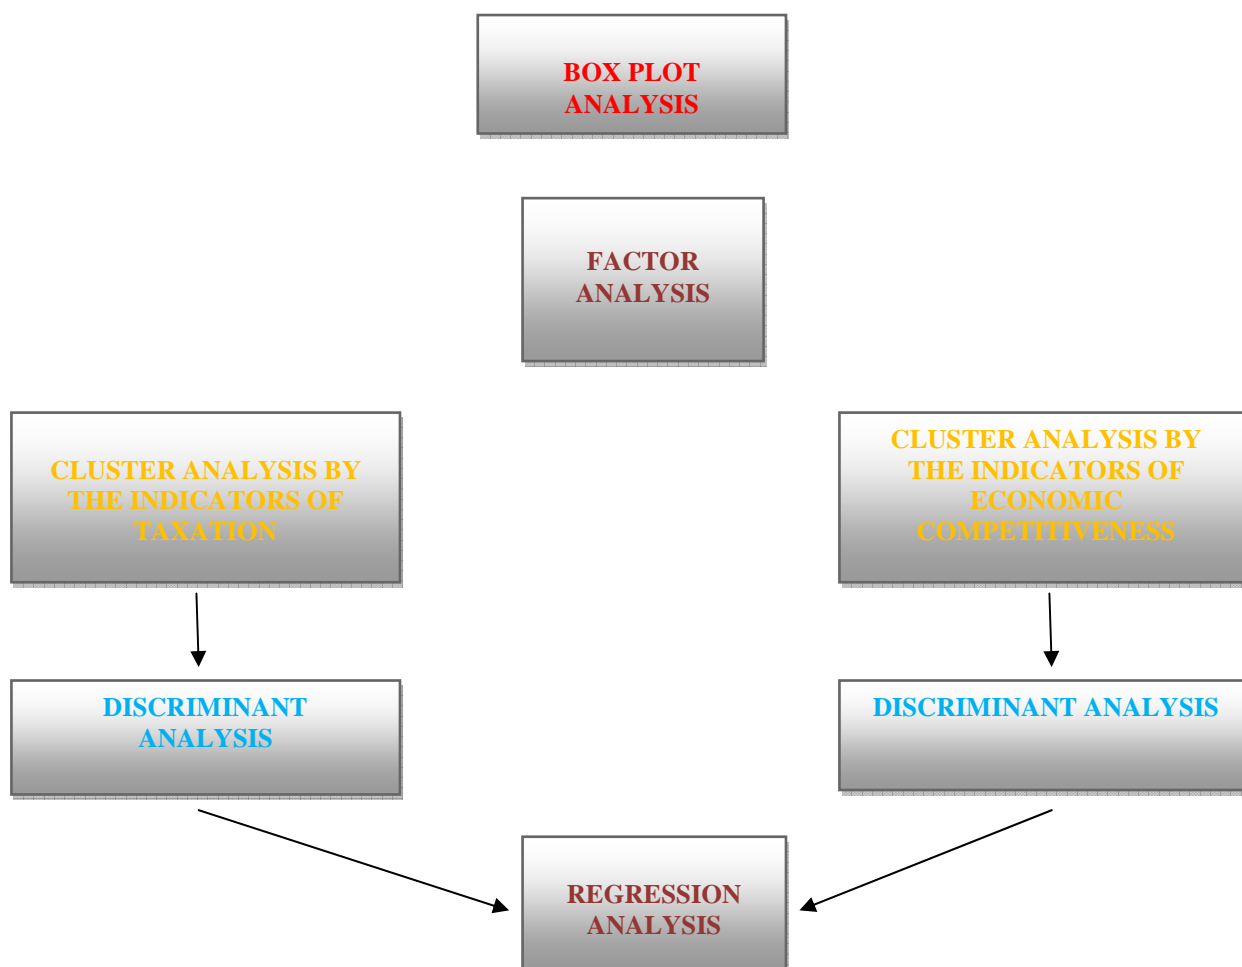 BOX PLOT
ANALYSIS
FACTOR
ANALYSIS
CLUSTER ANALYSIS BY
THE INDICATORS OF
TAXATION
CLUSTER ANALYSIS BY
THE INDICATORS OF
ECONOMIC
COMPETITIVENESS
DISCRIMINANT
ANALYSIS
DISCRIMINANT ANALYSIS
REGRESSION
ANALYSIS